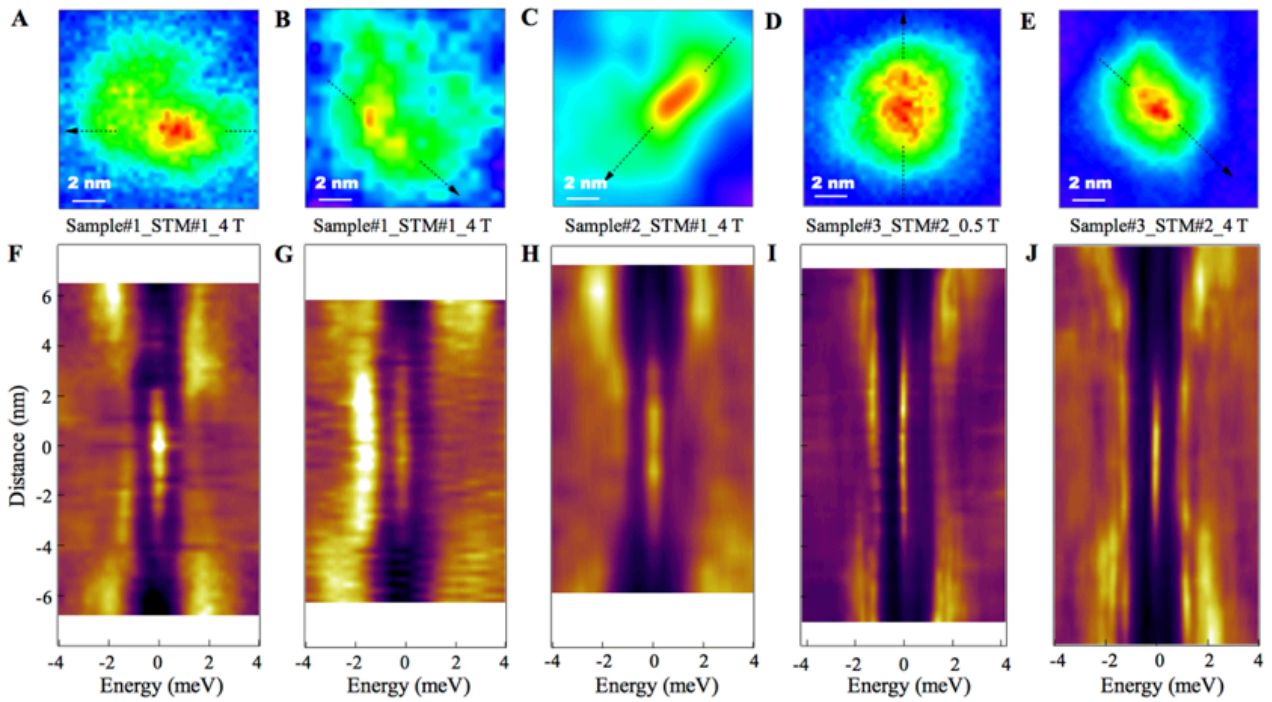 A B C D E
2 nm 2 nm 2 nm 2 nm 2 nm
Sample#1_STM#1_4 T Sample#1_STM#1_4 T Sample#2_STM#1_4 T Sample#3_STM#2_0.5 T Sample#3_STM#2_4 T
F G H I J
Distance (nm)
6
4
2
0
-2
-4
-6
-4 -2 0 2 4 -2 0 2 4 -4 -2 0 2 4 -4 -2 0 2 4 -4 -2 0 2 4
Energy (meV) Energy (meV) Energy (meV) Energy (meV) Energy (meV)